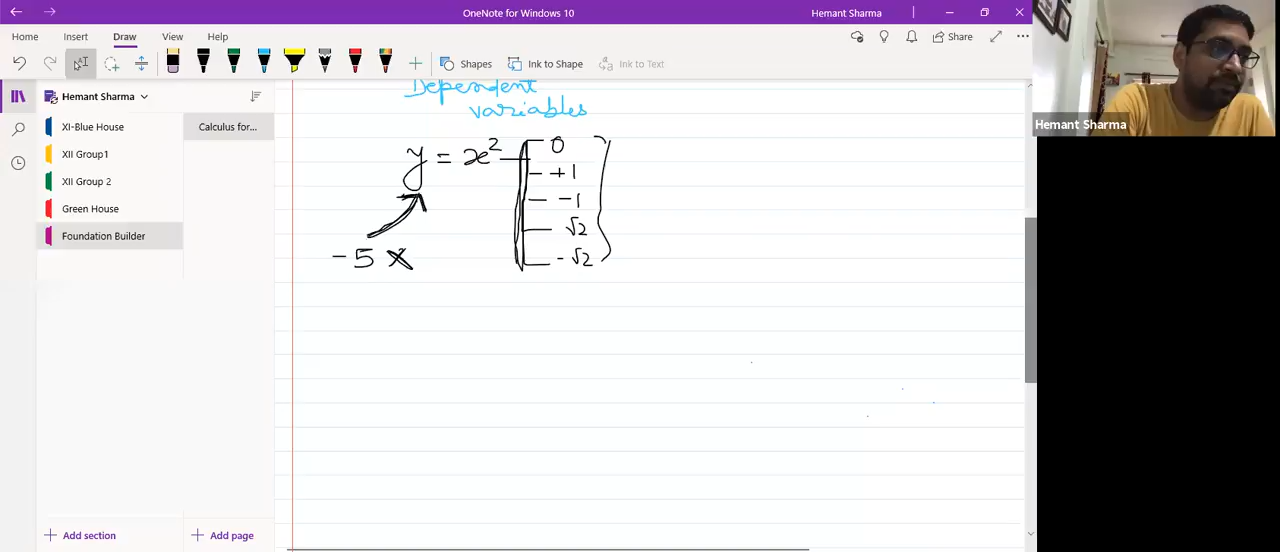 OneNote for Windows 10
Hemant Sharma
Home Insert Draw View Help
Share
Shapes Ink to Shape Ink to Text
Hemant Sharma
XI-Blue House
XII Group1
XII Group 2
Green House
Foundation Builder
Calculus for...
Add section
Add page
Dependent
variables
y = x² 0
+1
-1
√2
-√2
-5 ×
Hemant Sharma